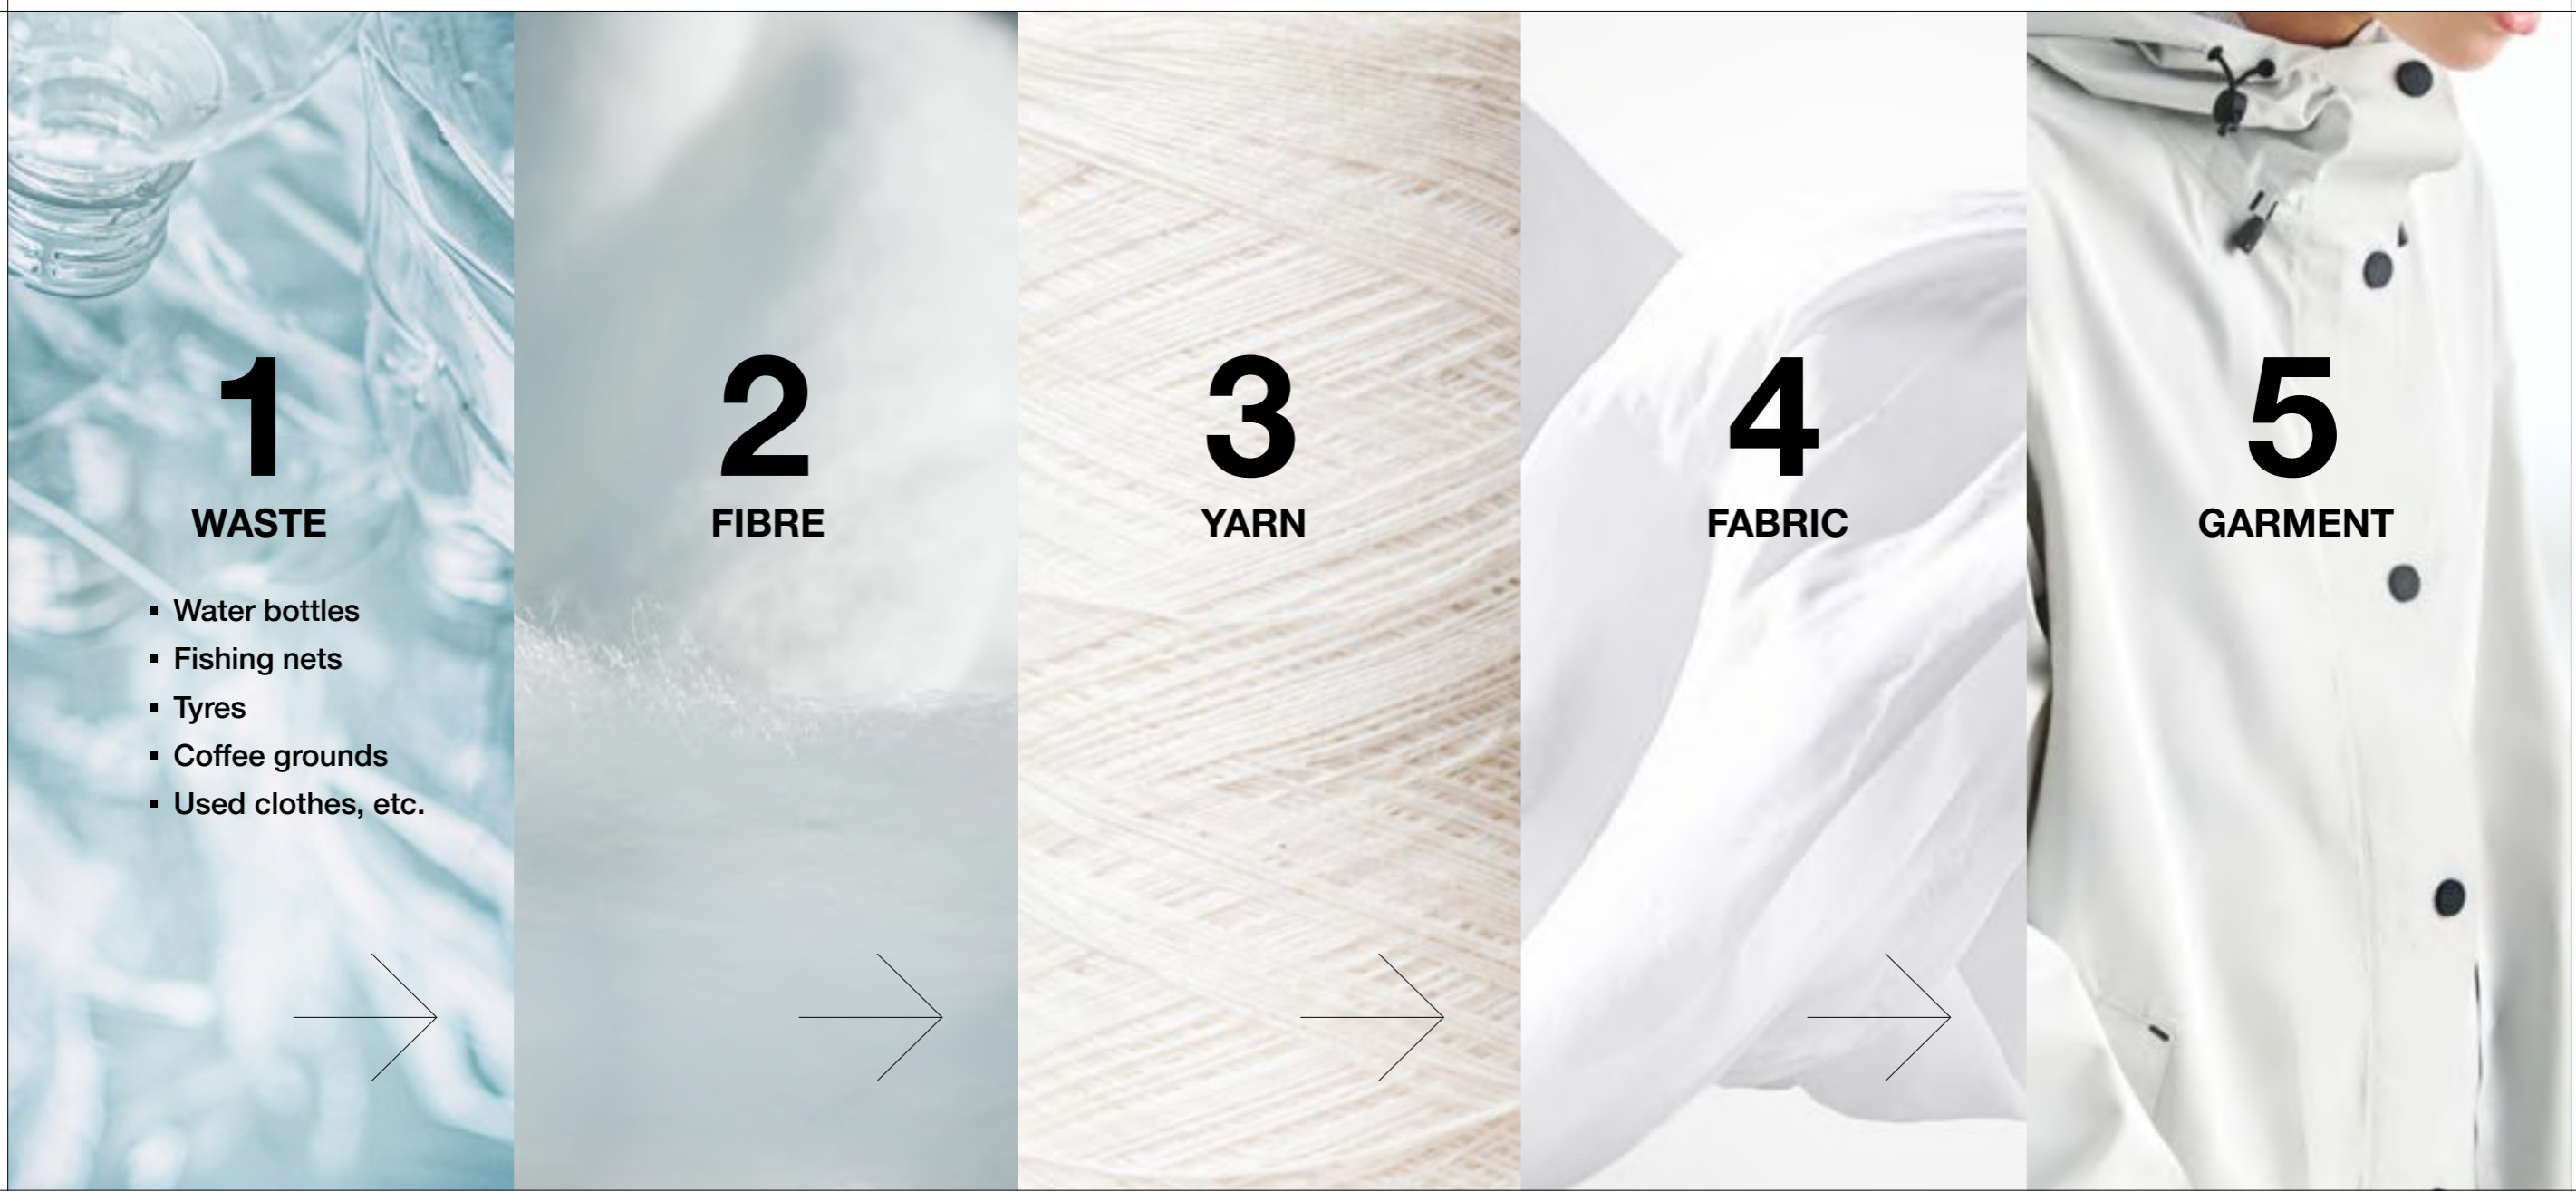 1
WASTE
▪ Water bottles
▪ Fishing nets
▪ Tyres
▪ Coffee grounds
▪ Used clothes, etc.
2
FIBRE
3
YARN
4
FABRIC
5
GARMENT